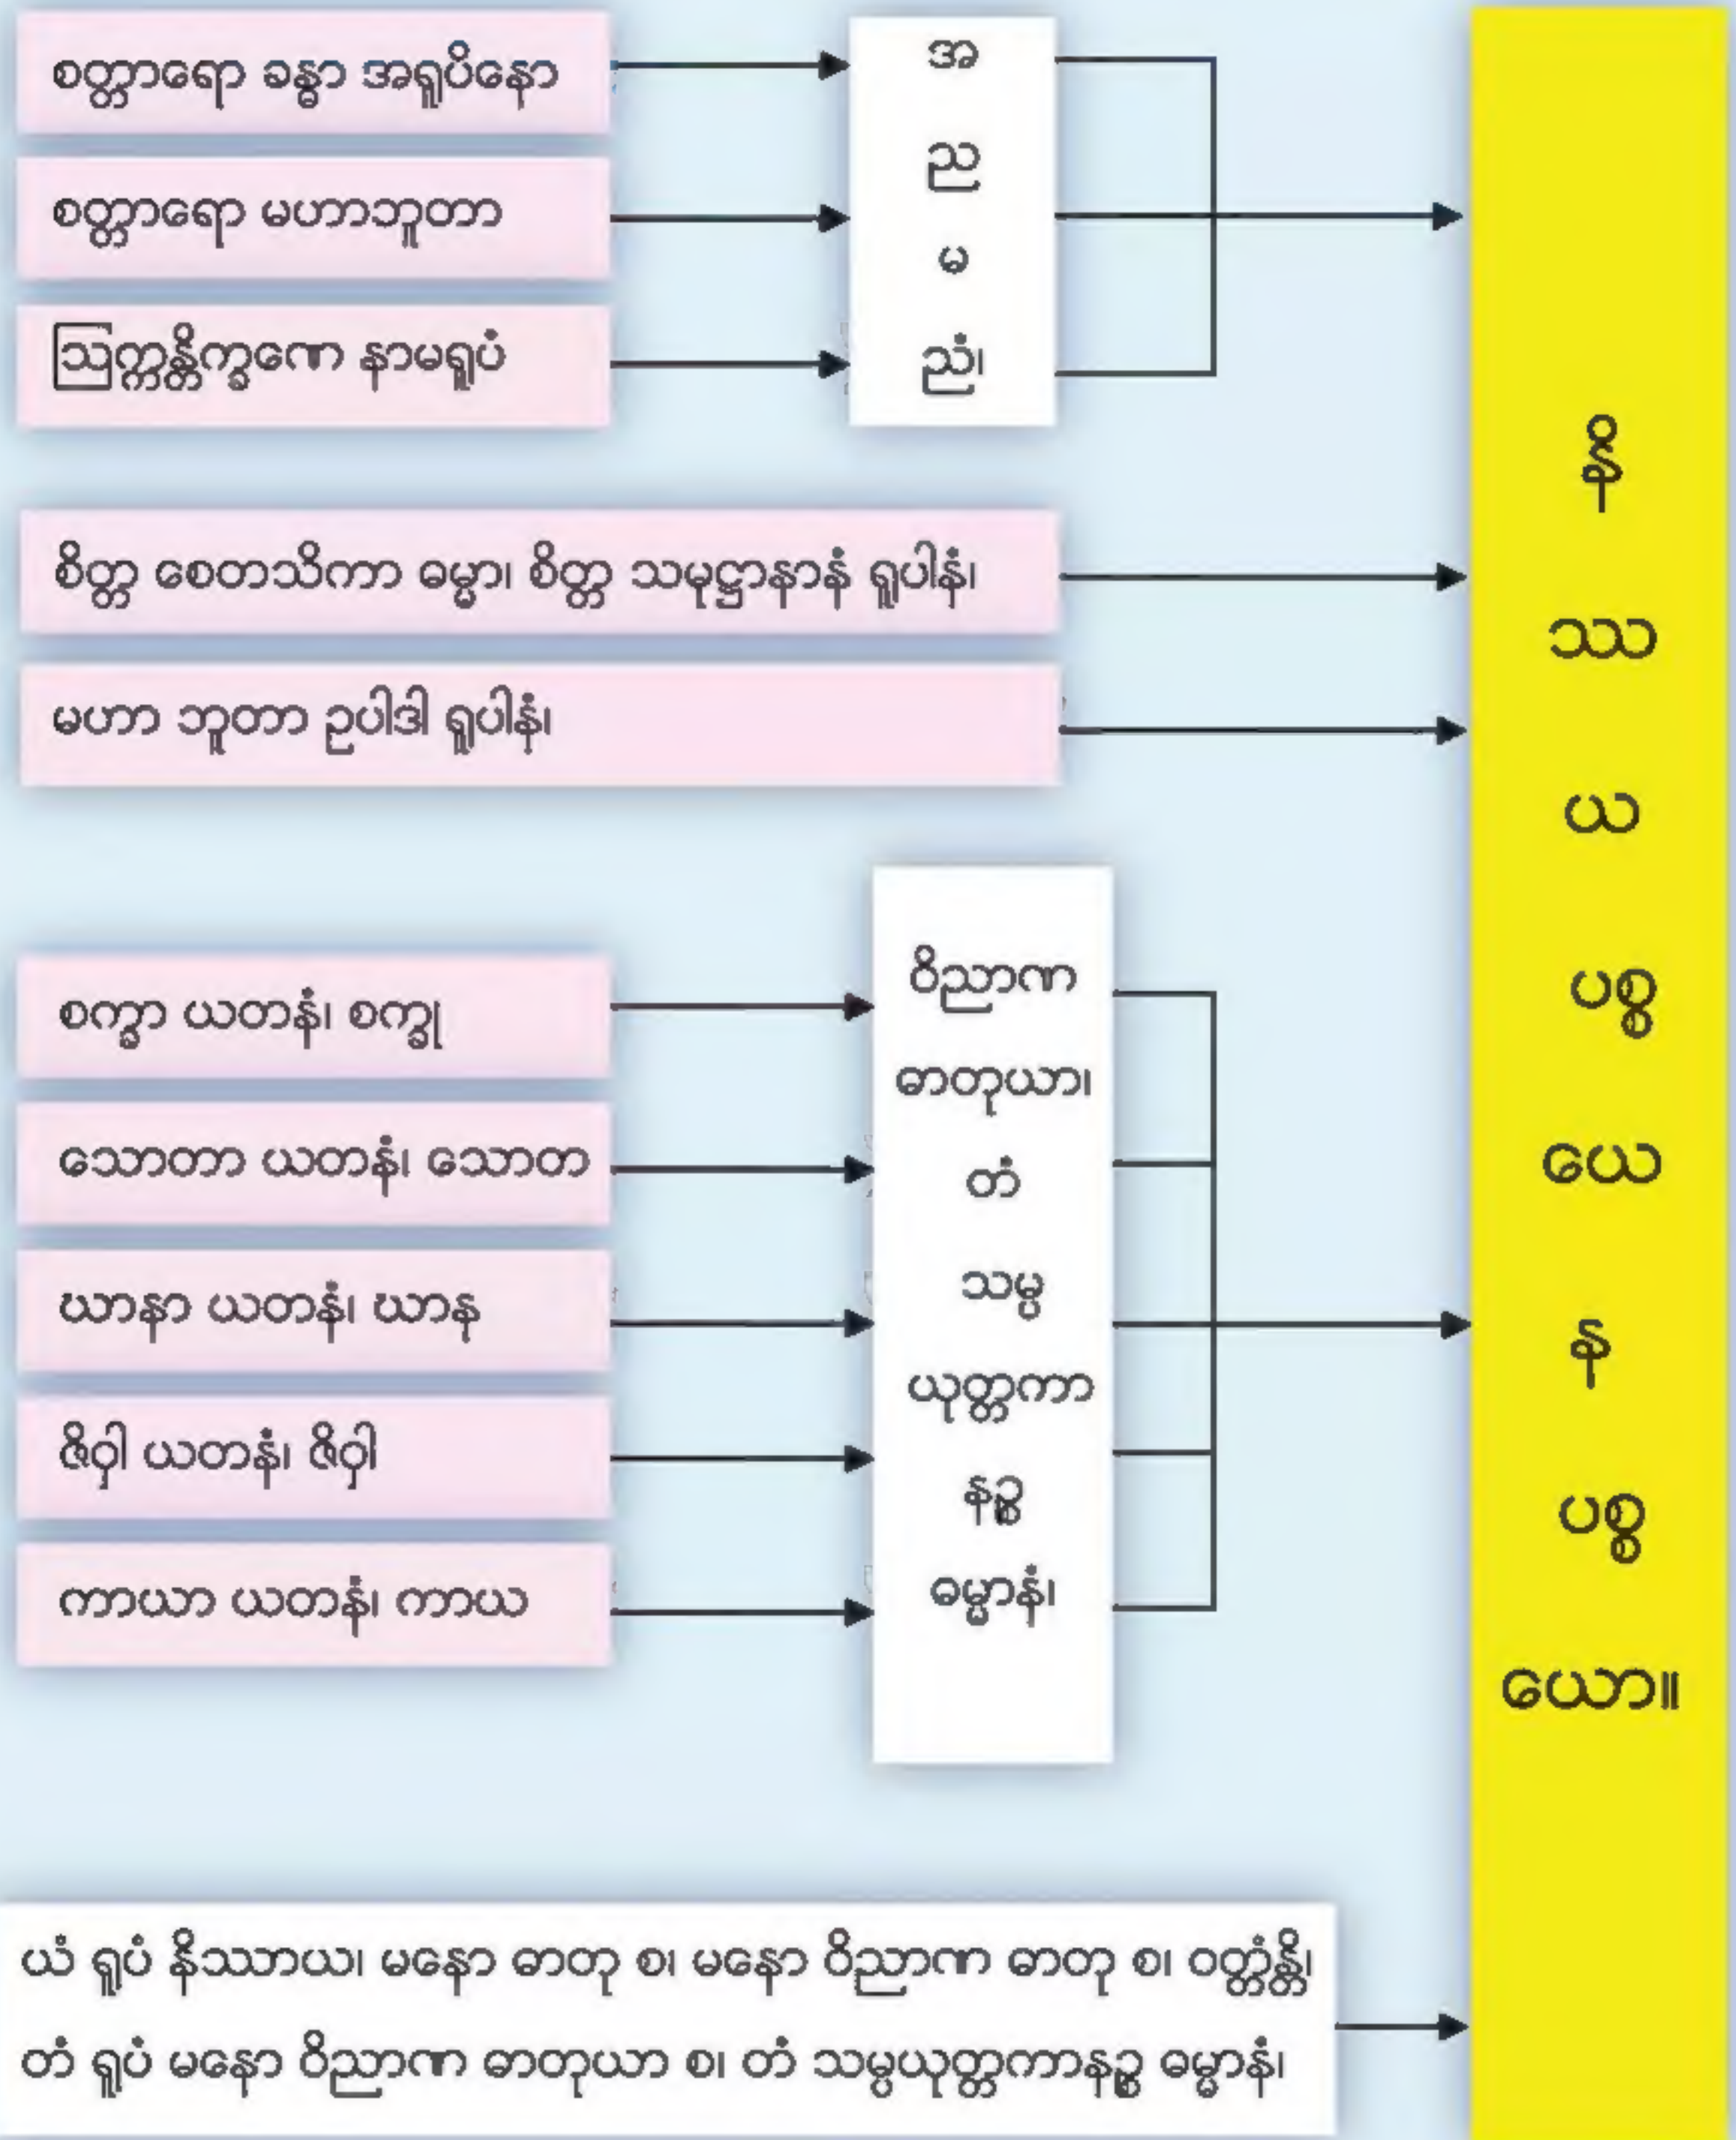 စတ္တာရော ခန္ဓာ အရူပိနော
စတ္တာရော မဟာဘူတာ
ဩက္ကန္တိက္ခဏေ နာမရူပံ
အ
ည
မ
ညံ၊
စိတ္တ စေတသိကာ ဓမ္မာ၊ စိတ္တ သမုဋ္ဌာနာနံ ရူပါနံ၊
မဟာ ဘူတာ ဥပါဒါ ရူပါနံ၊
စက္ခာ ယတနံ၊ စက္ခု
သောတာ ယတနံ၊ သောတ
ဃာနာ ယတနံ၊ ဃာန
ဇိဝှါ ယတနံ၊ ဇိဝှါ
ကာယာ ယတနံ၊ ကာယ
ဝိညာဏ
ဓာတုယာ၊
တံ
သမ္ပ
ယုတ္တကာ
နဉ္စ
ဓမ္မာနံ၊
ယံ ရူပံ နိဿာယ၊ မနော ဓာတု စ၊ မနော ဝိညာဏ ဓာတု စ၊ ဝတ္တံန္တိ၊
တံ ရူပံ မနော ဝိညာဏ ဓာတုယာ စ၊ တံ သမ္ပယုတ္တကာနဉ္စ ဓမ္မာနံ၊
နိ
ဿ
ယ
ပစ္စ
ယေ
န
ပစ္စ
ယော။